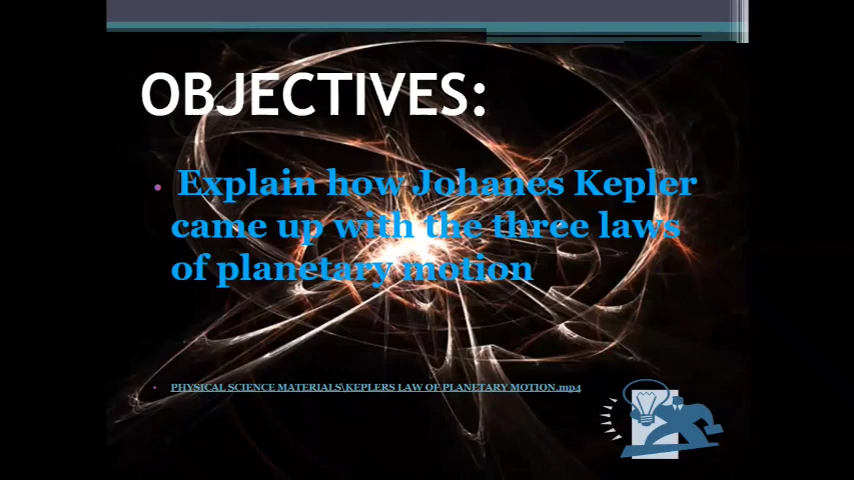 OBJECTIVES:
• Explain how Johanes Kepler
came up with the three laws
of planetary motion
• PHYSICAL SCIENCE MATERIALS\KEPLERS LAW OF PLANETARY MOTION.mp4